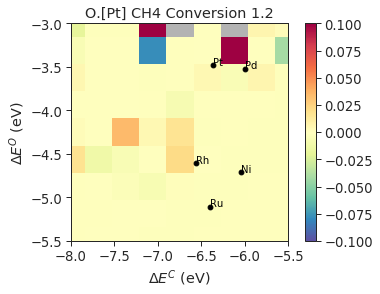 O.[Pt] CH4 Conversion 1.2
−3.0
−3.5
−4.0
−4.5
−5.0
−5.5
ΔE^O (eV)
Pt
Pd
Rh
Ni
Ru
−8.0 −7.5 −7.0 −6.5 −6.0 −5.5
ΔE^C (eV)
0.100
0.075
0.050
0.025
0.000
−0.025
−0.050
−0.075
−0.100